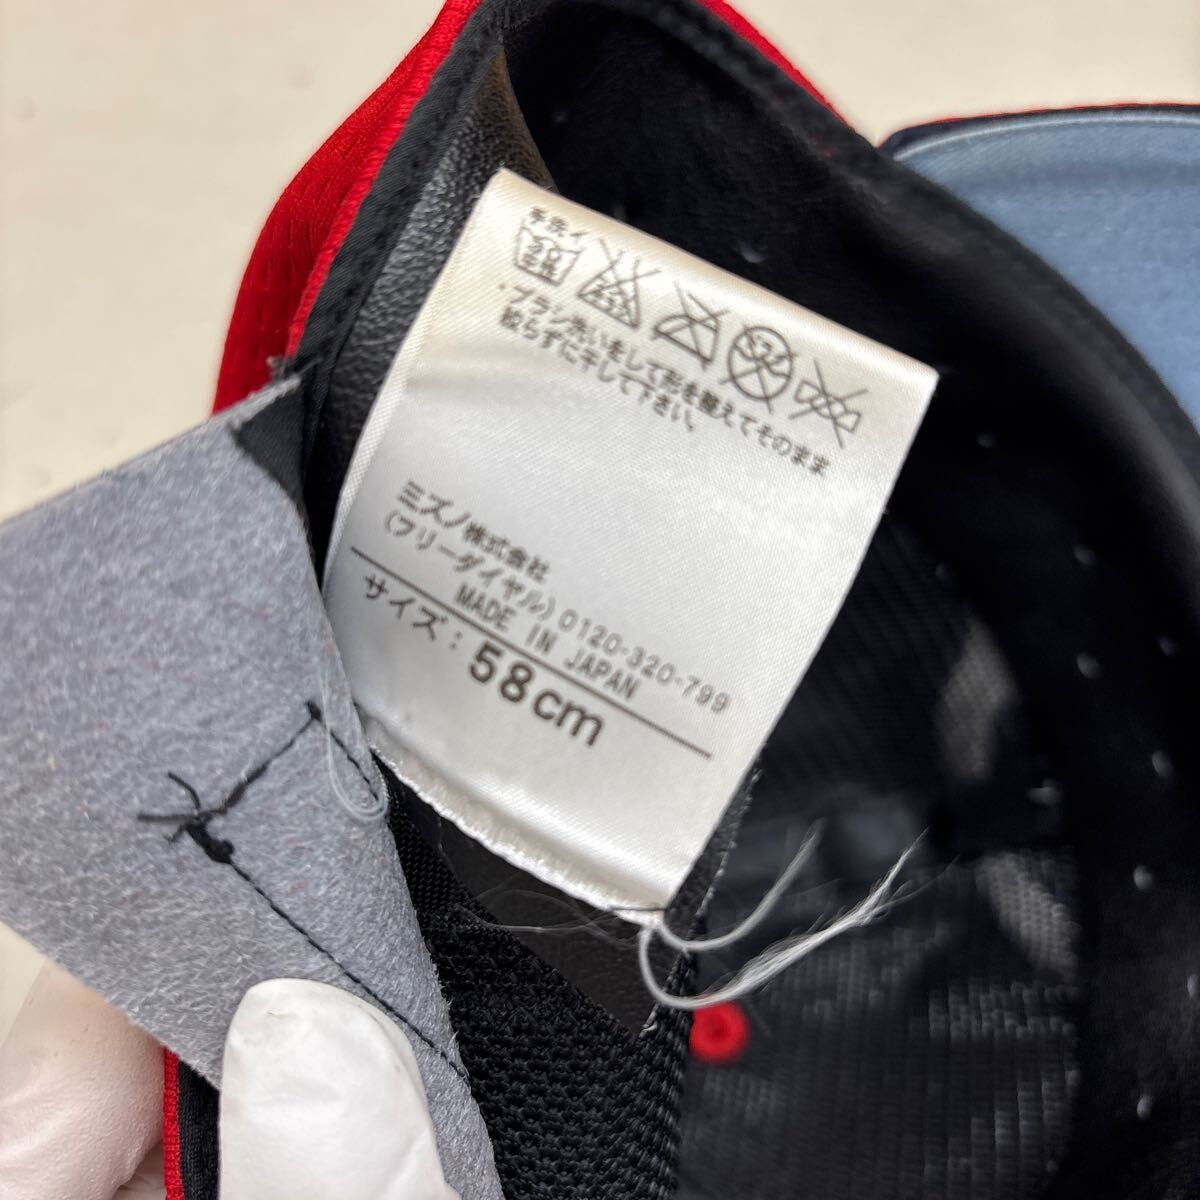 手洗イ
30
・ブラシ洗いをして形を整えてそのまま
絞らずに干して下さい。
ミズノ株式会社
(フリーダイヤル) 0120-320-799
MADE IN JAPAN
サイズ：58cm